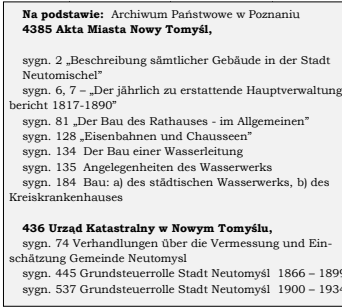 Na podstawie: Archiwum Państwowe w Poznaniu
4385 Akta Miasta Nowy Tomyśl,
sygn. 2 „Beschreibung sämtlicher Gebäude in der Stadt
Neutomischel"
sygn. 6, 7 – „Der jährlich zu erstattende Hauptverwaltung
bericht 1817-1890"
sygn. 81 „Der Bau des Rathauses - im Allgemeinen"
sygn. 128 „Eisenbahnen und Chausseen"
sygn. 134 Der Bau einer Wasserleitung
sygn. 135 Angelegenheiten des Wasserwerks
sygn. 184 Bau: a) des städtischen Wasserwerks, b) des
Kreiskrankenhauses
436 Urząd Katastralny w Nowym Tomyślu,
sygn. 74 Verhandlungen über die Vermessung und Ein-
schätzung Gemeinde Neutomysl
sygn. 445 Grundsteuerrolle Stadt Neutomyśl 1866 – 1899
sygn. 537 Grundsteuerrolle Stadt Neutomyśl 1900 – 1934